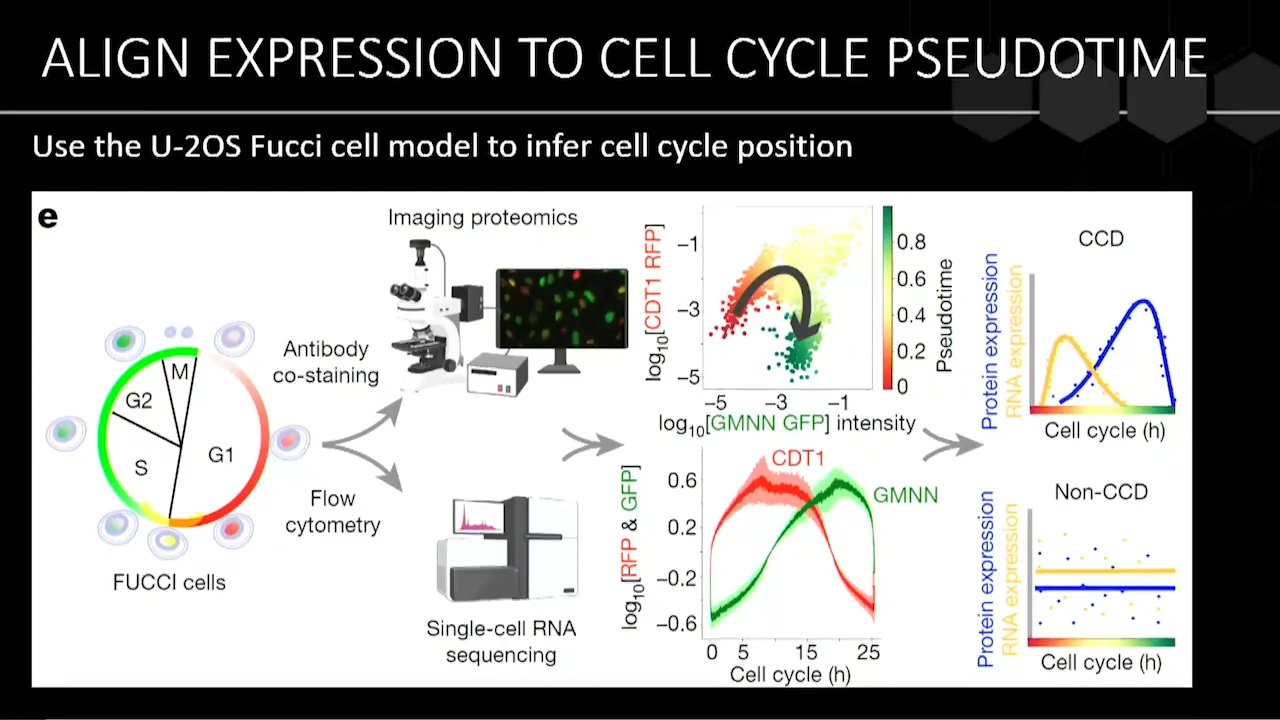 ALIGN EXPRESSION TO CELL CYCLE PSEUDOTIME
Use the U-2OS Fucci cell model to infer cell cycle position
e
M
G2
S
G1
FUCCI cells
Antibody
co-staining
Flow
cytometry
Imaging proteomics
Single-cell RNA
sequencing
log10[CDT1 RFP]
−1
−3
−5
−5
−3
−1
log10[GMNN GFP] intensity
0.8
0.6
0.4
0.2
0
Pseudotime
log10[RFP & GFP]
0.6
0.2
−0.2
−0.6
CDT1
GMNN
0
5
15
25
Cell cycle (h)
CCD
Protein expression
RNA expression
Cell cycle (h)
Non-CCD
Protein expression
RNA expression
Cell cycle (h)